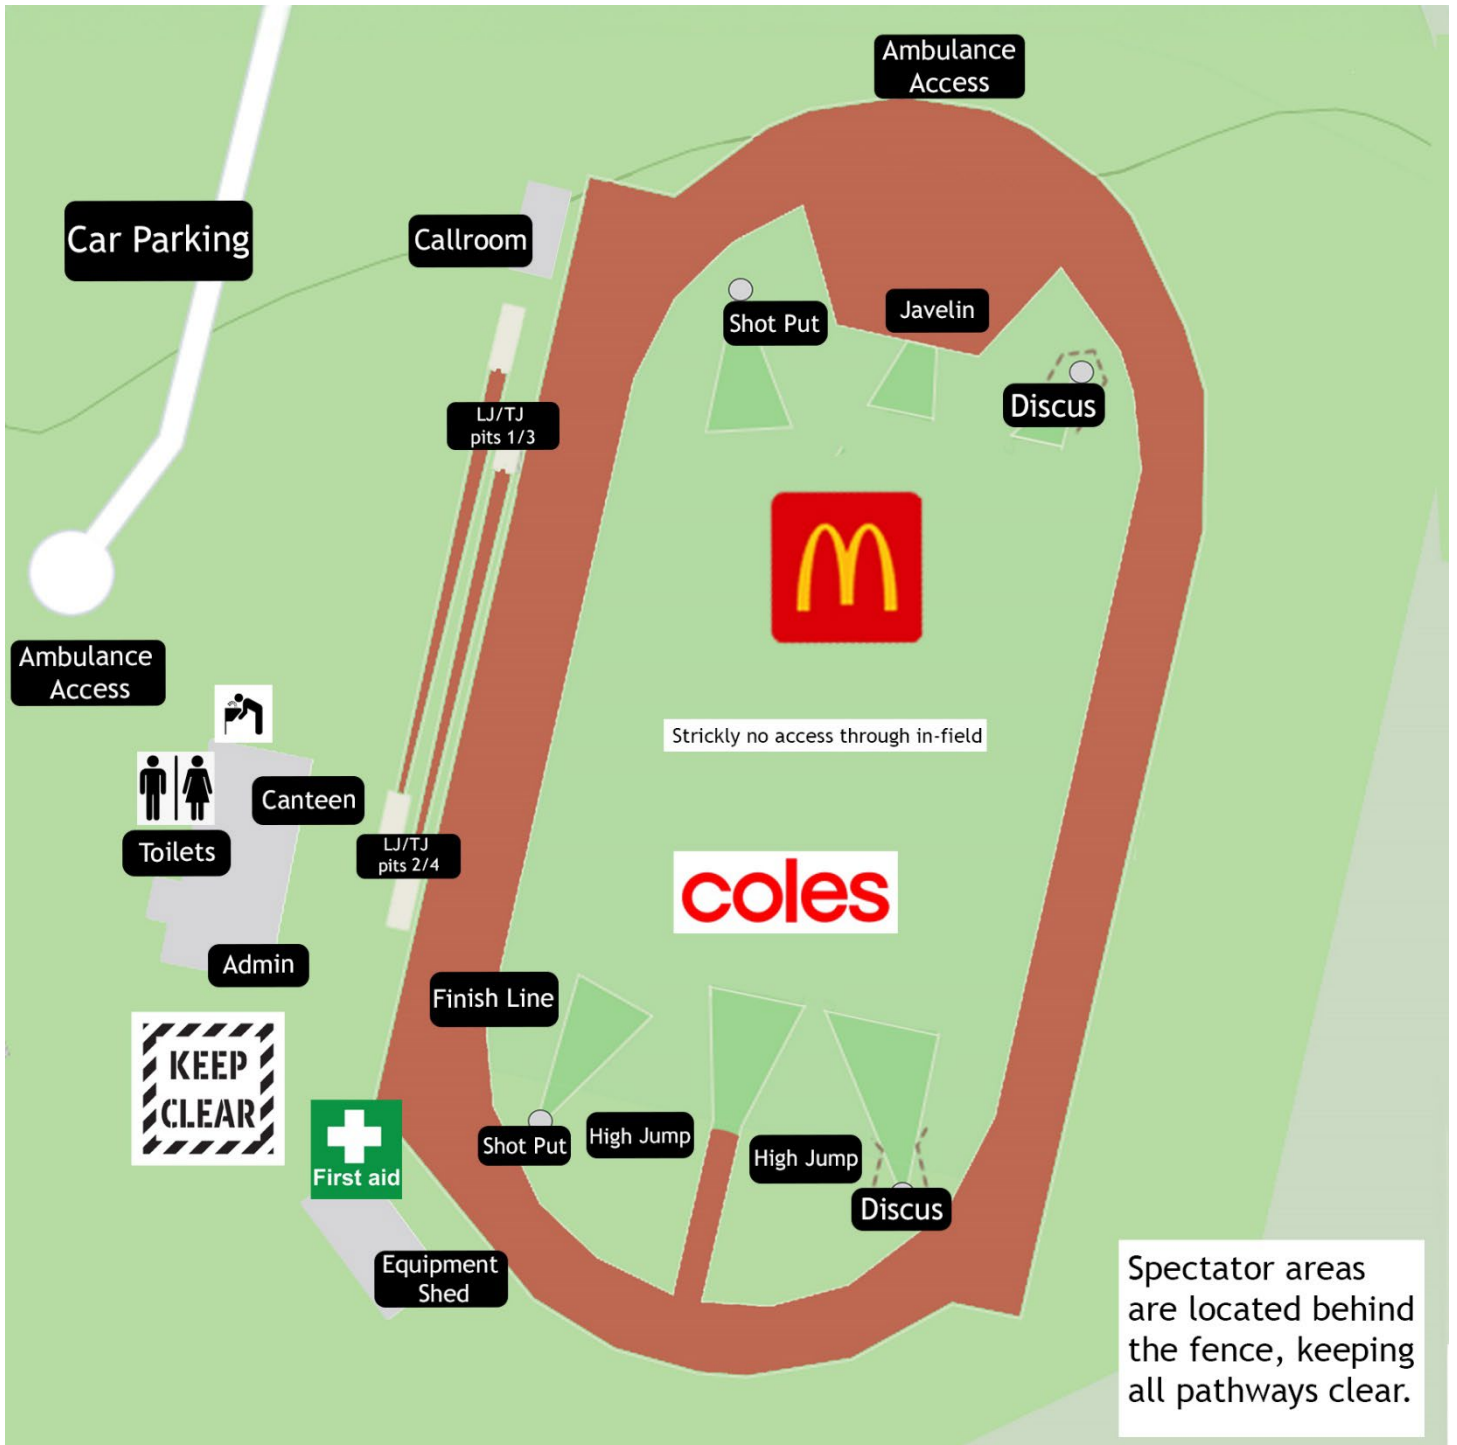 Ambulance
Access
Car Parking
Callroom
Shot Put
Javelin
Discus
LJ/TJ
pits 1/3
Ambulance
Access
Strickly no access through in-field
Canteen
Toilets
LJ/TJ
pits 2/4
coles
Admin
Finish Line
KEEP
CLEAR
First aid
Shot Put
High Jump
High Jump
Discus
Equipment
Shed
Spectator areas
are located behind
the fence, keeping
all pathways clear.